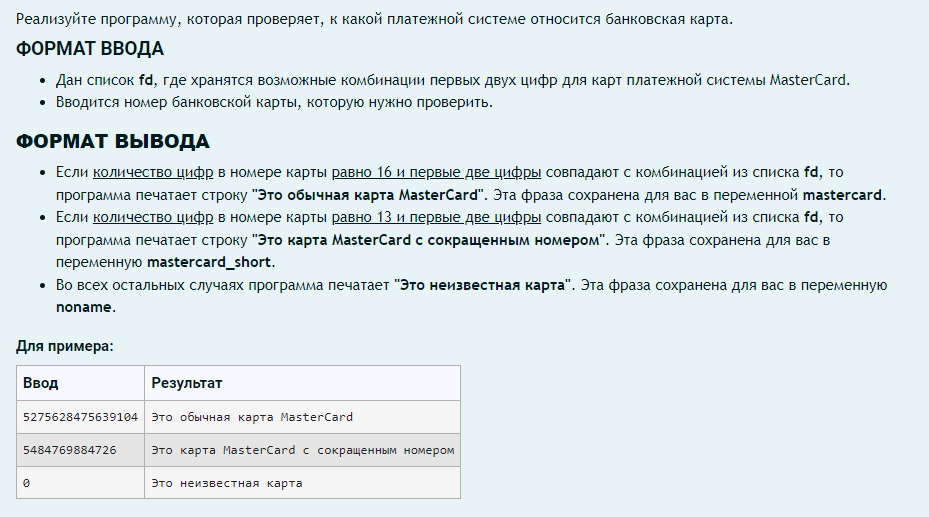 Реализуйте программу, которая проверяет, к какой платежной системе относится банковская карта.
ФОРМАТ ВВОДА
• Дан список fd, где хранятся возможные комбинации первых двух цифр для карт платежной системы MasterCard.
• Вводится номер банковской карты, которую нужно проверить.
ФОРМАТ ВЫВОДА
• Если количество цифр в номере карты равно 16 и первые две цифры совпадают с комбинацией из списка fd, то
программа печатает строку "Это обычная карта MasterCard". Эта фраза сохранена для вас в переменной mastercard.
• Если количество цифр в номере карты равно 13 и первые две цифры совпадают с комбинацией из списка fd, то
программа печатает строку "Это карта MasterCard с сокращенным номером". Эта фраза сохранена для вас в
переменную mastercard_short.
• Во всех остальных случаях программа печатает "Это неизвестная карта". Эта фраза сохранена для вас в переменную
noname.
Для примера:
Ввод Результат
5275628475639104 Это обычная карта MasterCard
5484769884726 Это карта MasterCard с сокращенным номером
0 Это неизвестная карта